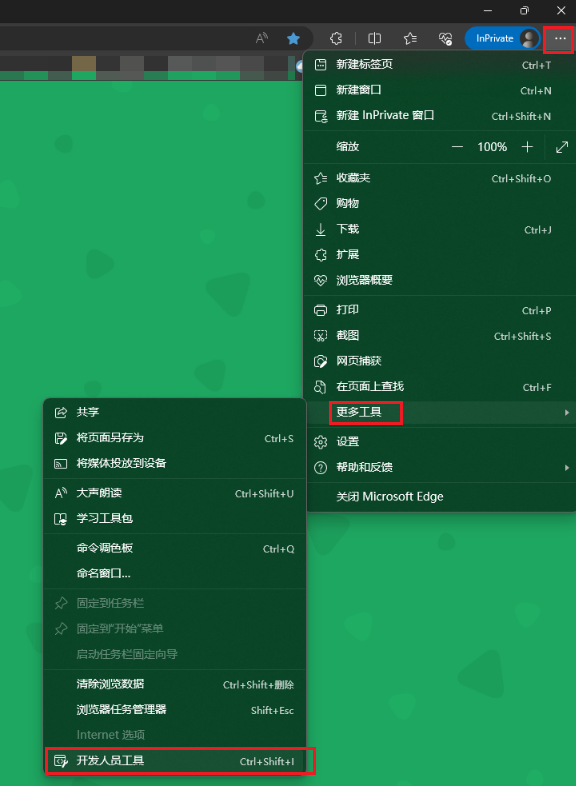 InPrivate
新建标签页 Ctrl+T
新建窗口 Ctrl+N
新建 InPrivate 窗口 Ctrl+Shift+N
缩放 — 100% +
收藏夹 Ctrl+Shift+O
购物
下载 Ctrl+J
扩展
浏览器概要
打印 Ctrl+P
截图 Ctrl+Shift+S
网页捕获
在页面上查找 Ctrl+F
更多工具
设置
帮助和反馈
关闭 Microsoft Edge
共享
将页面另存为 Ctrl+S
将媒体投放到设备
大声朗读 Ctrl+Shift+U
学习工具包
命令调色板 Ctrl+Q
命名窗口...
固定到任务栏
固定到"开始"菜单
启动任务栏固定向导
清除浏览数据 Ctrl+Shift+删除
浏览器任务管理器 Shift+Esc
Internet 选项
开发人员工具 Ctrl+Shift+I